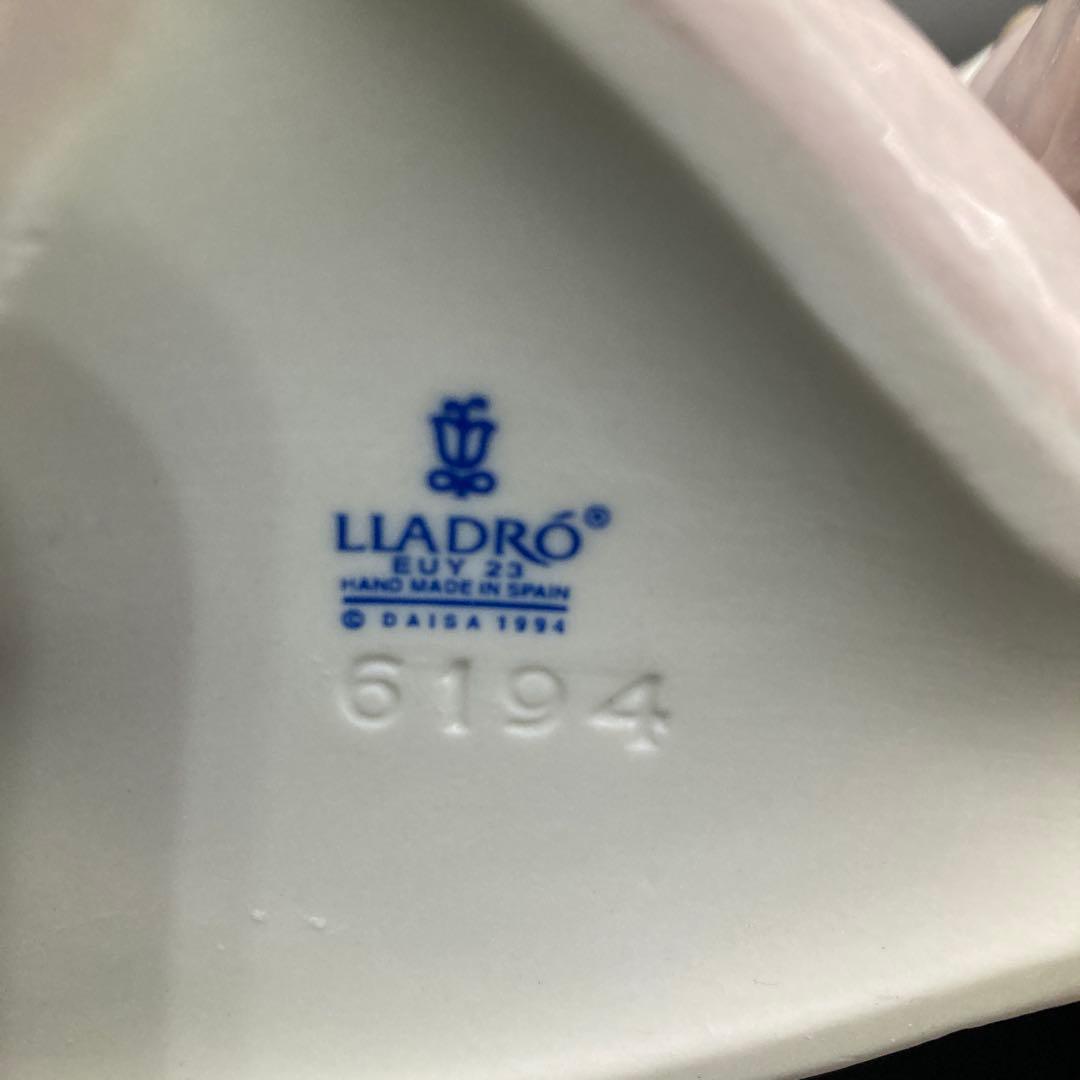 LLADRÓ®
EUY 23
HAND MADE IN SPAIN
© DAISA 1994
6194